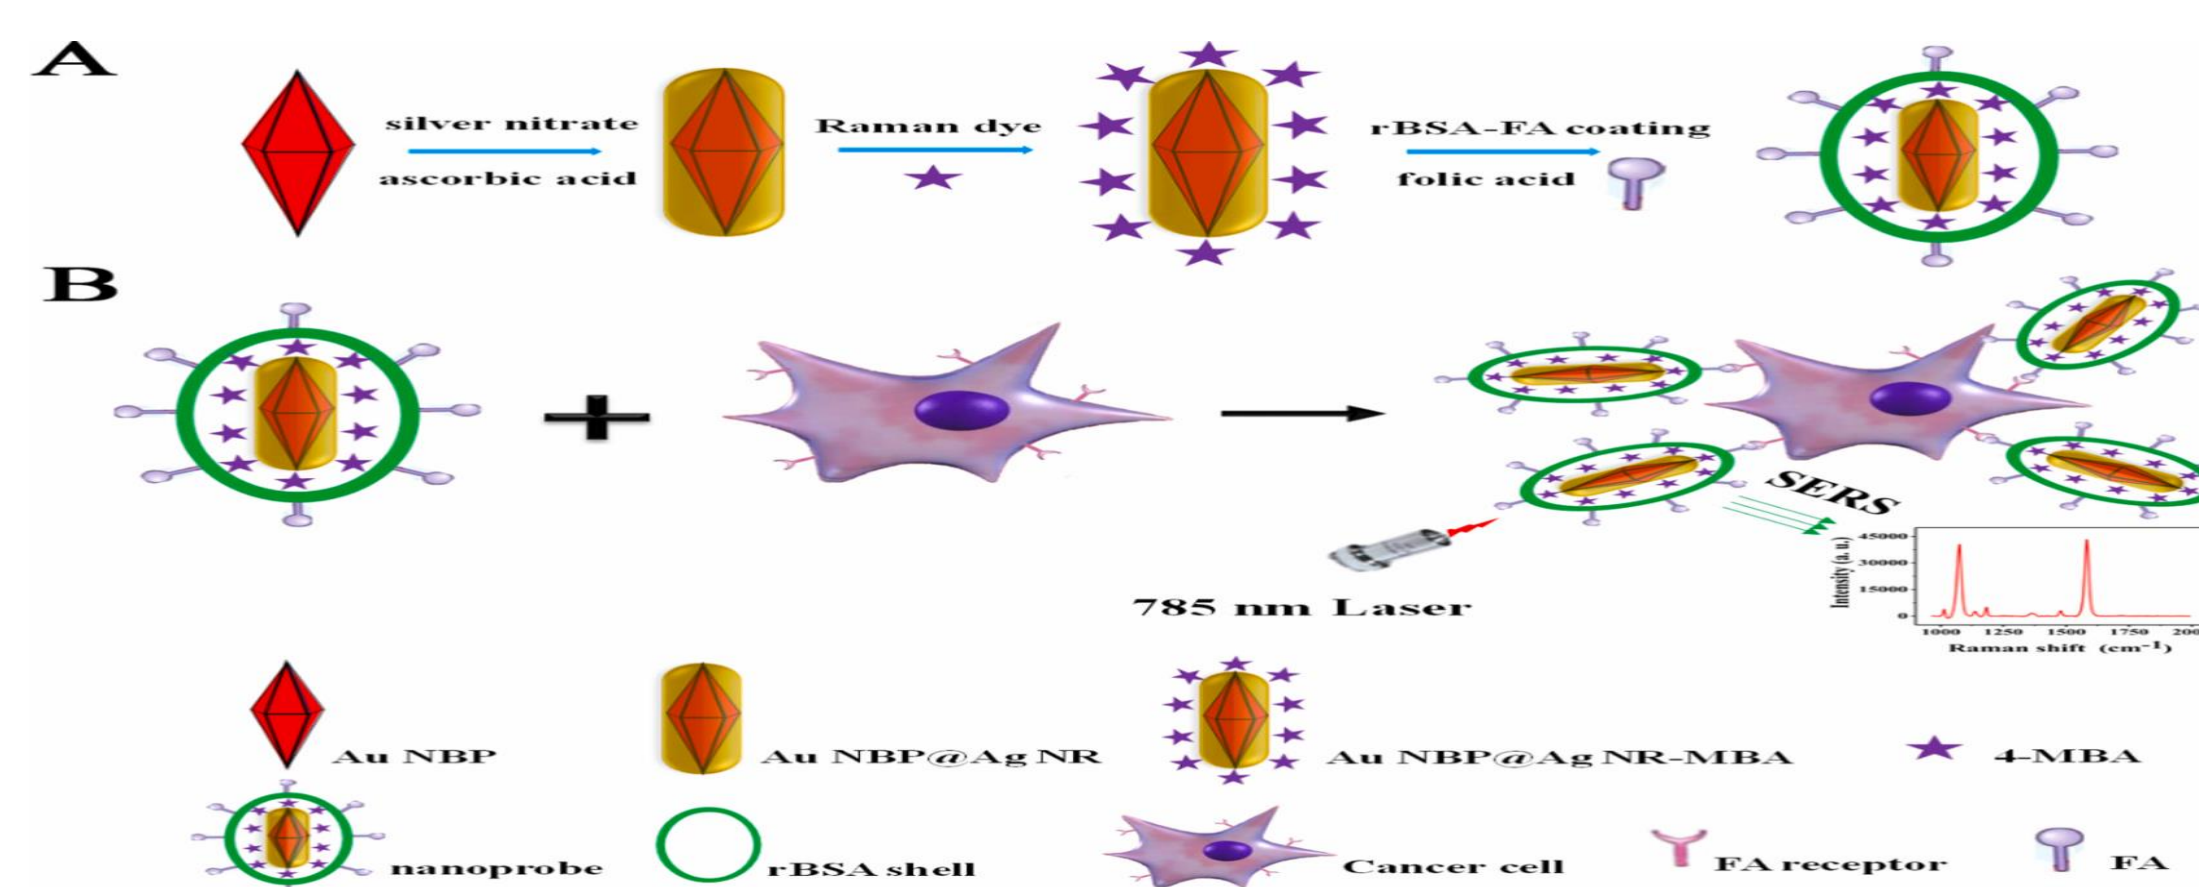 A
silver nitrate
ascorbic acid
Raman dye
rBSA-FA coating
folic acid
B
SERS
785 nm Laser
Intensity (a. u.)
45000
30000
15000
0
1000 1250 1500 1750 200
Raman shift (cm⁻¹)
Au NBP
Au NBP@Ag NR
Au NBP@Ag NR-MBA
4-MBA
nanoprobe
rBSA shell
Cancer cell
FA receptor
FA